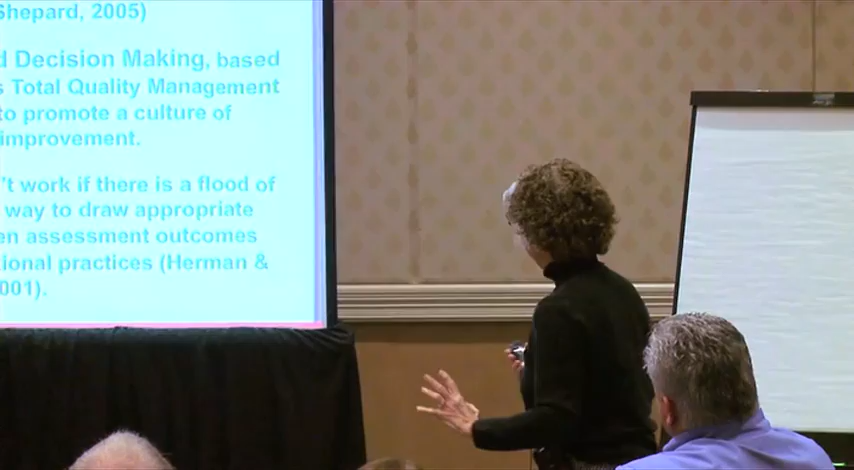 Shepard, 2005)
d Decision Making, based
s Total Quality Management
to promote a culture of
improvement.
't work if there is a flood of
way to draw appropriate
en assessment outcomes
ional practices (Herman &
001).